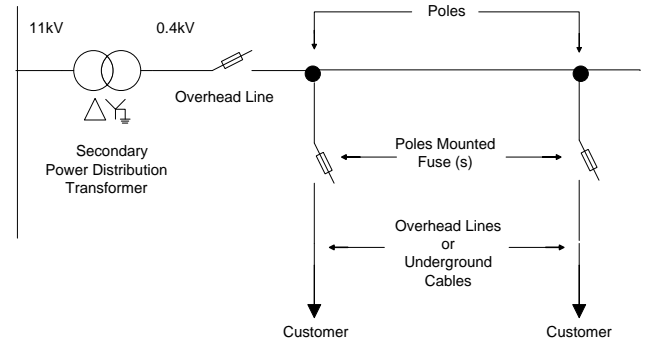 Poles
11kV
0.4kV
Overhead Line
Secondary
Power Distribution
Transformer
Poles Mounted
Fuse (s)
Overhead Lines
or
Underground
Cables
Customer
Customer